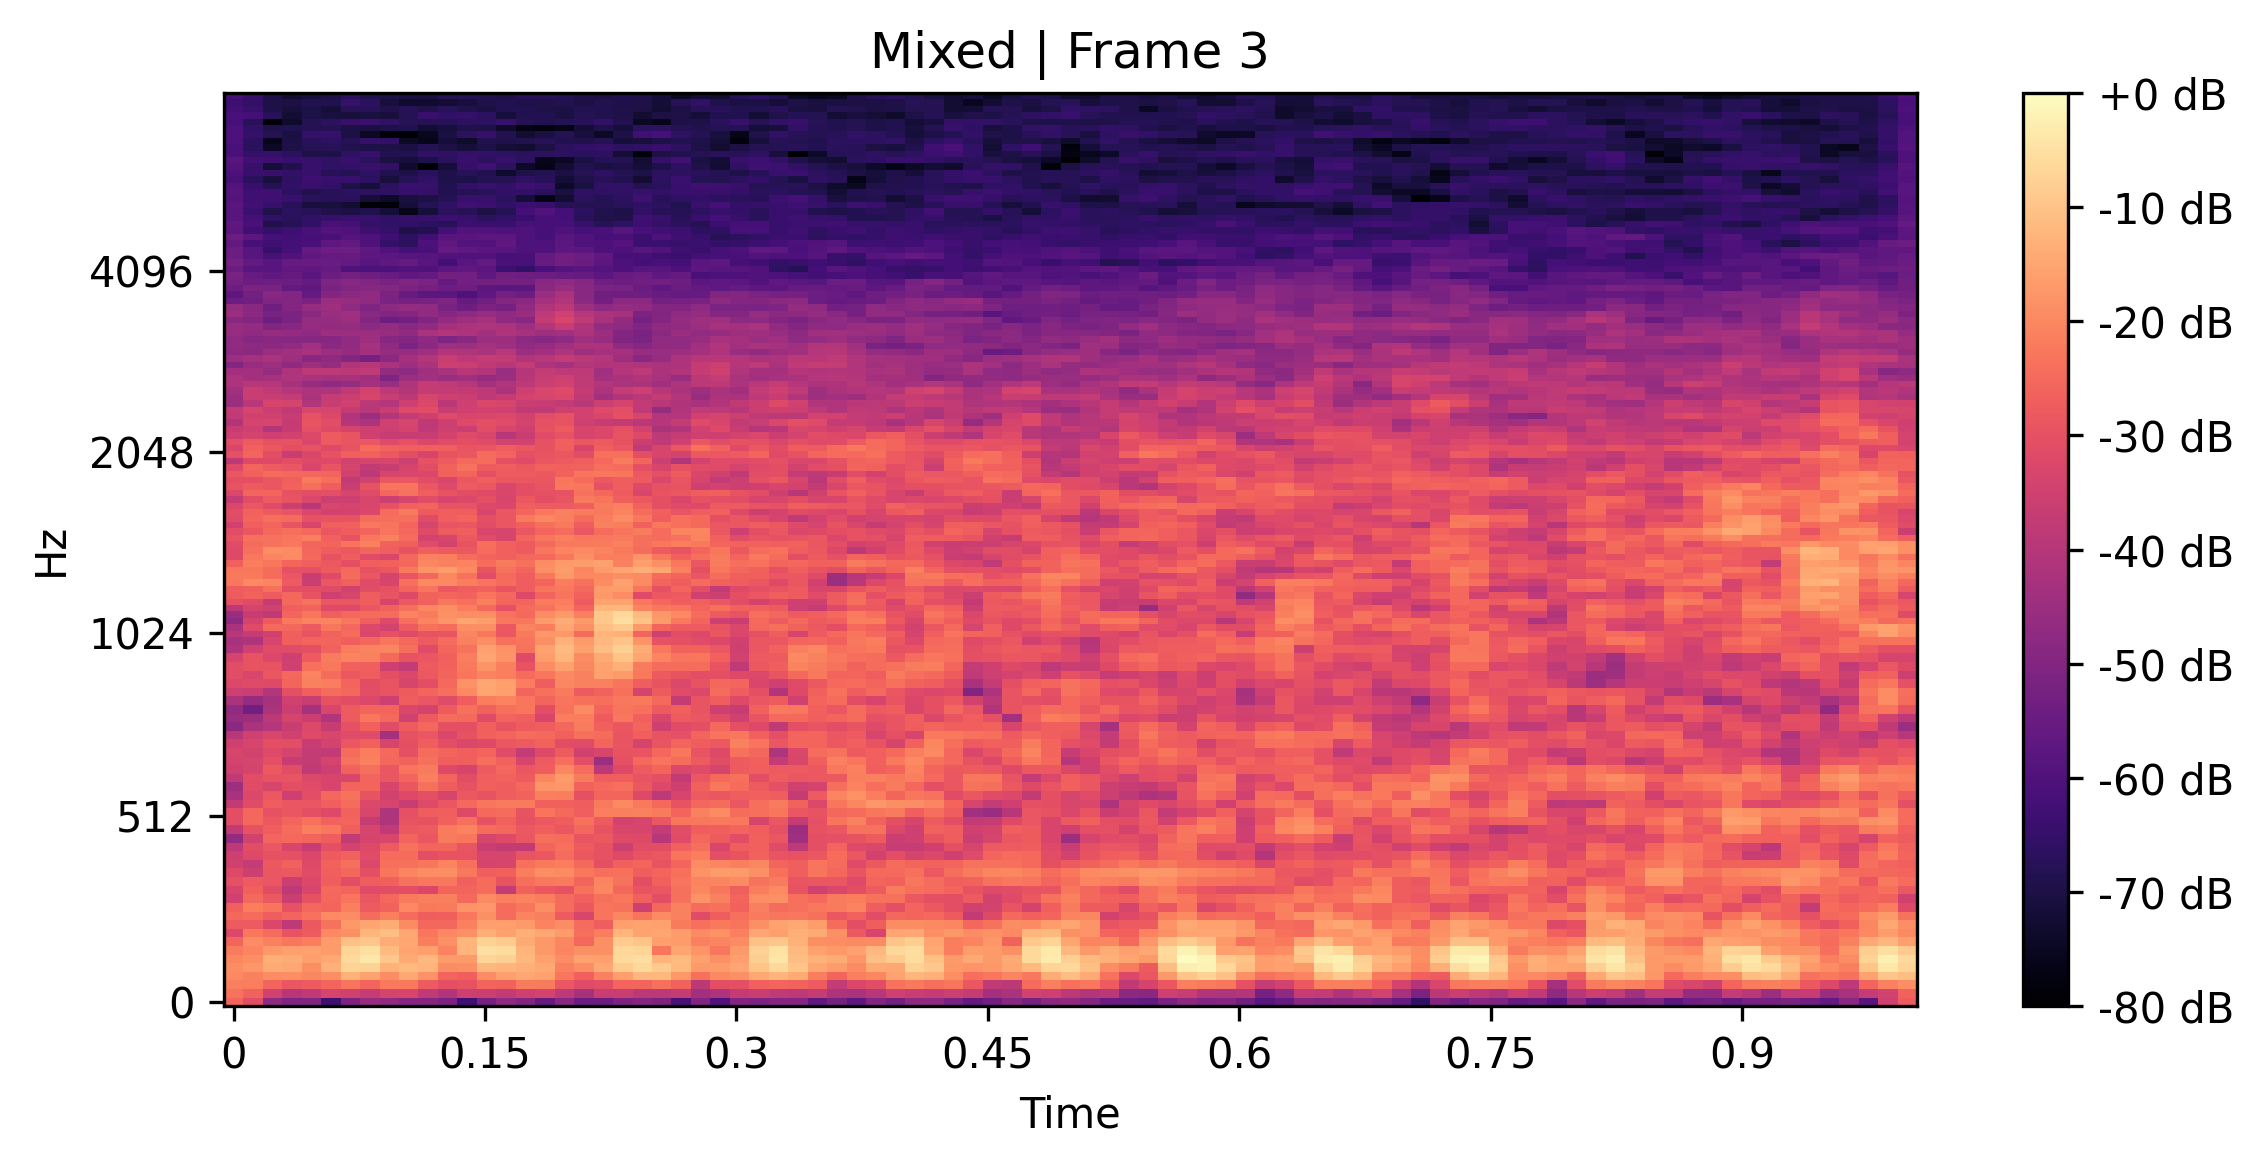 Mixed | Frame 3
Hz
4096
2048
1024
512
0
0 0.15 0.3 0.45 0.6 0.75 0.9
Time
+0 dB
-10 dB
-20 dB
-30 dB
-40 dB
-50 dB
-60 dB
-70 dB
-80 dB